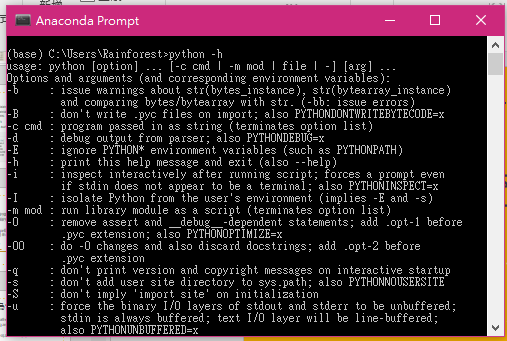 新增
Anaconda Prompt
(base) C:\Users\Rainforest>python -h
usage: python [option] ... [-c cmd | -m mod | file | -] [arg] ...
Options and arguments (and corresponding environment variables):
-b     : issue warnings about str(bytes_instance), str(bytearray_instance)
         and comparing bytes/bytearray with str. (-bb: issue errors)
-B     : don't write .pyc files on import; also PYTHONDONTWRITEBYTECODE=x
-c cmd : program passed in as string (terminates option list)
-d     : debug output from parser; also PYTHONDEBUG=x
-E     : ignore PYTHON* environment variables (such as PYTHONPATH)
-h     : print this help message and exit (also --help)
-i     : inspect interactively after running script; forces a prompt even
         if stdin does not appear to be a terminal; also PYTHONINSPECT=x
-I     : isolate Python from the user's environment (implies -E and -s)
-m mod : run library module as a script (terminates option list)
-O     : remove assert and __debug__-dependent statements; add .opt-1 before
         .pyc extension; also PYTHONOPTIMIZE=x
-OO    : do -O changes and also discard docstrings; add .opt-2 before
         .pyc extension
-q     : don't print version and copyright messages on interactive startup
-s     : don't add user site directory to sys.path; also PYTHONNOUSERSITE
-S     : don't imply 'import site' on initialization
-u     : force the binary I/O layers of stdout and stderr to be unbuffered;
         stdin is always buffered; text I/O layer will be line-buffered;
         also PYTHONUNBUFFERED=x